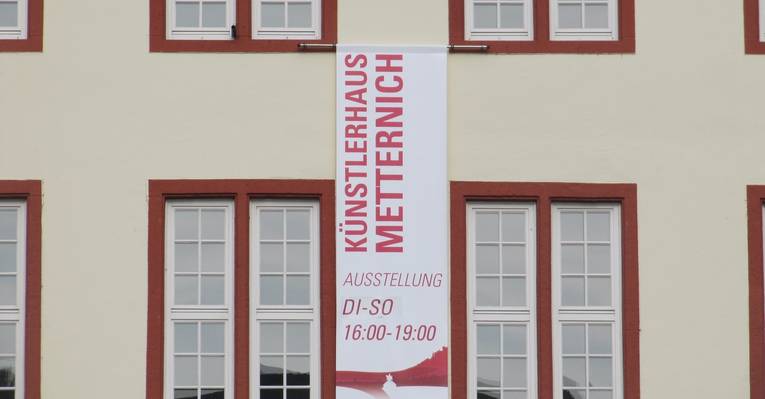 KÜNSTLERHAUS
METTERNICH
AUSSTELLUNG
DI-SO
16:00-19:00